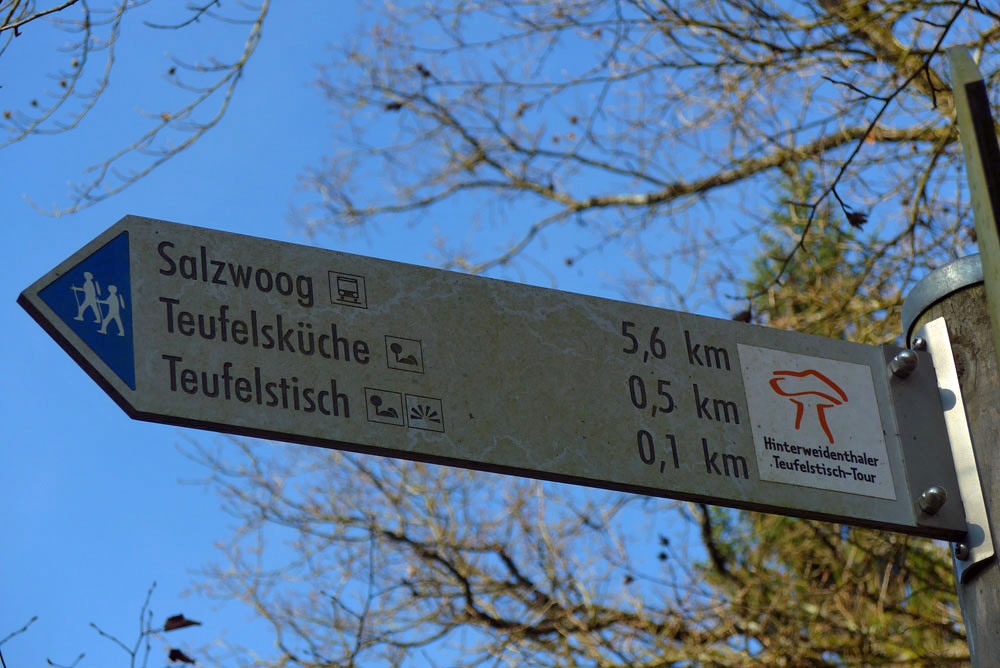 Salzwoog 5,6 km
Teufelsküche 0,5 km
Teufelstisch 0,1 km
Hinterweidenthaler
Teufelstisch-Tour